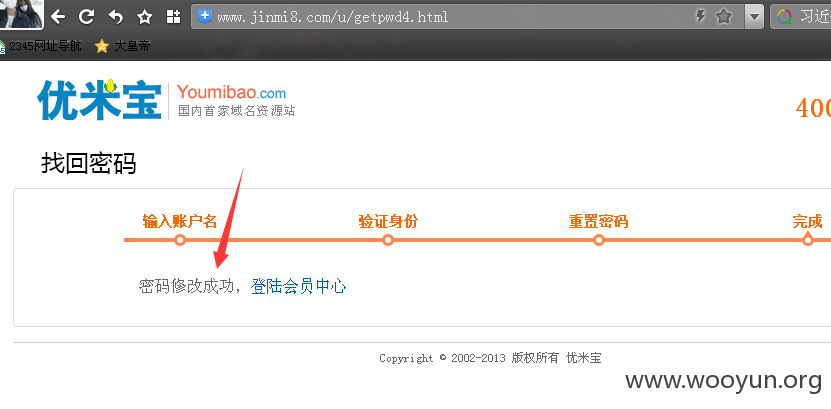 www.jinmi8.com/u/getpwd4.html
习近
2345网址导航 大皇帝
优米宝 Youmibao.com
国内首家域名资源站
400
找回密码
输入账户名 验证身份 重置密码 完成
密码修改成功，登陆会员中心
Copyright © 2002-2013 版权所有 优米宝
www.wooyun.org